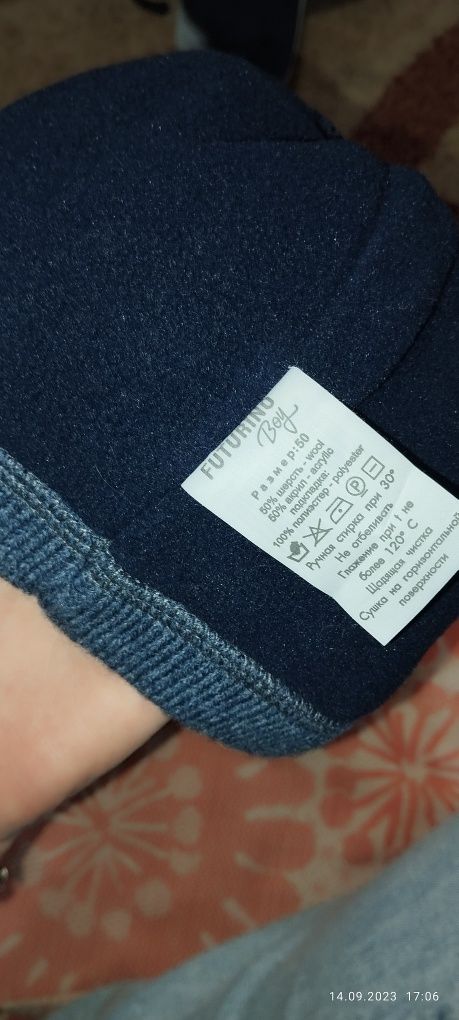 FUTURINO
Boy
Размер:50
50% шерсть - wool
50% акрил - acrylic
подкладка:
100% полиэстер - polyester
Ручная стирка при 30°
Не отбеливать
Глажение при t не
более 120° С
Щадящая чистка
Сушка на горизонтальной
поверхности
14.09.2023 17:06